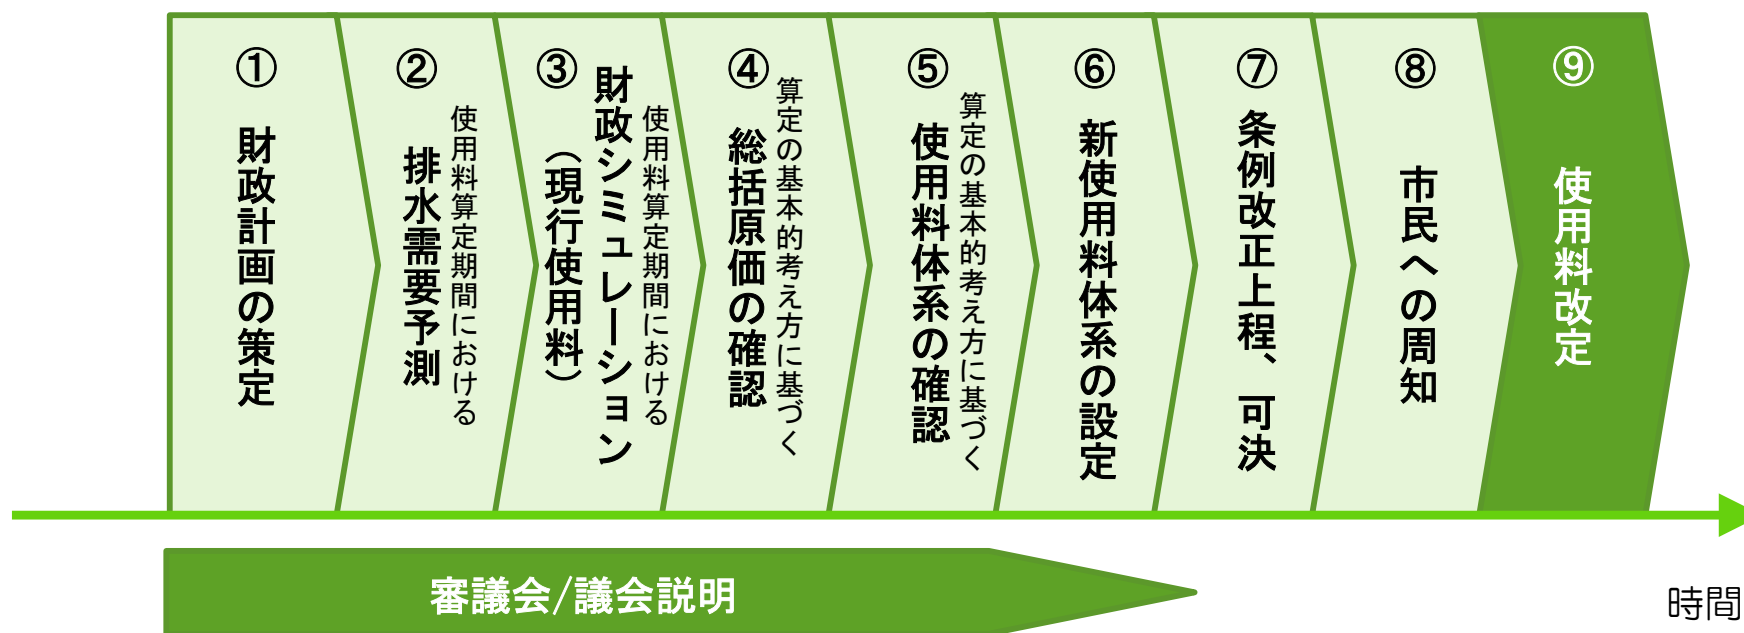 ①
財政計画の策定
②
使用料算定期間における
排水需要予測
③
使用料算定期間における
財政シミュレーション
（現行使用料）
④
算定の基本的考え方に基づく
総括原価の確認
⑤
算定の基本的考え方に基づく
使用料体系の確認
⑥
新使用料体系の設定
⑦
条例改正上程、可決
⑧
市民への周知
⑨
使用料改定
審議会/議会説明
時間